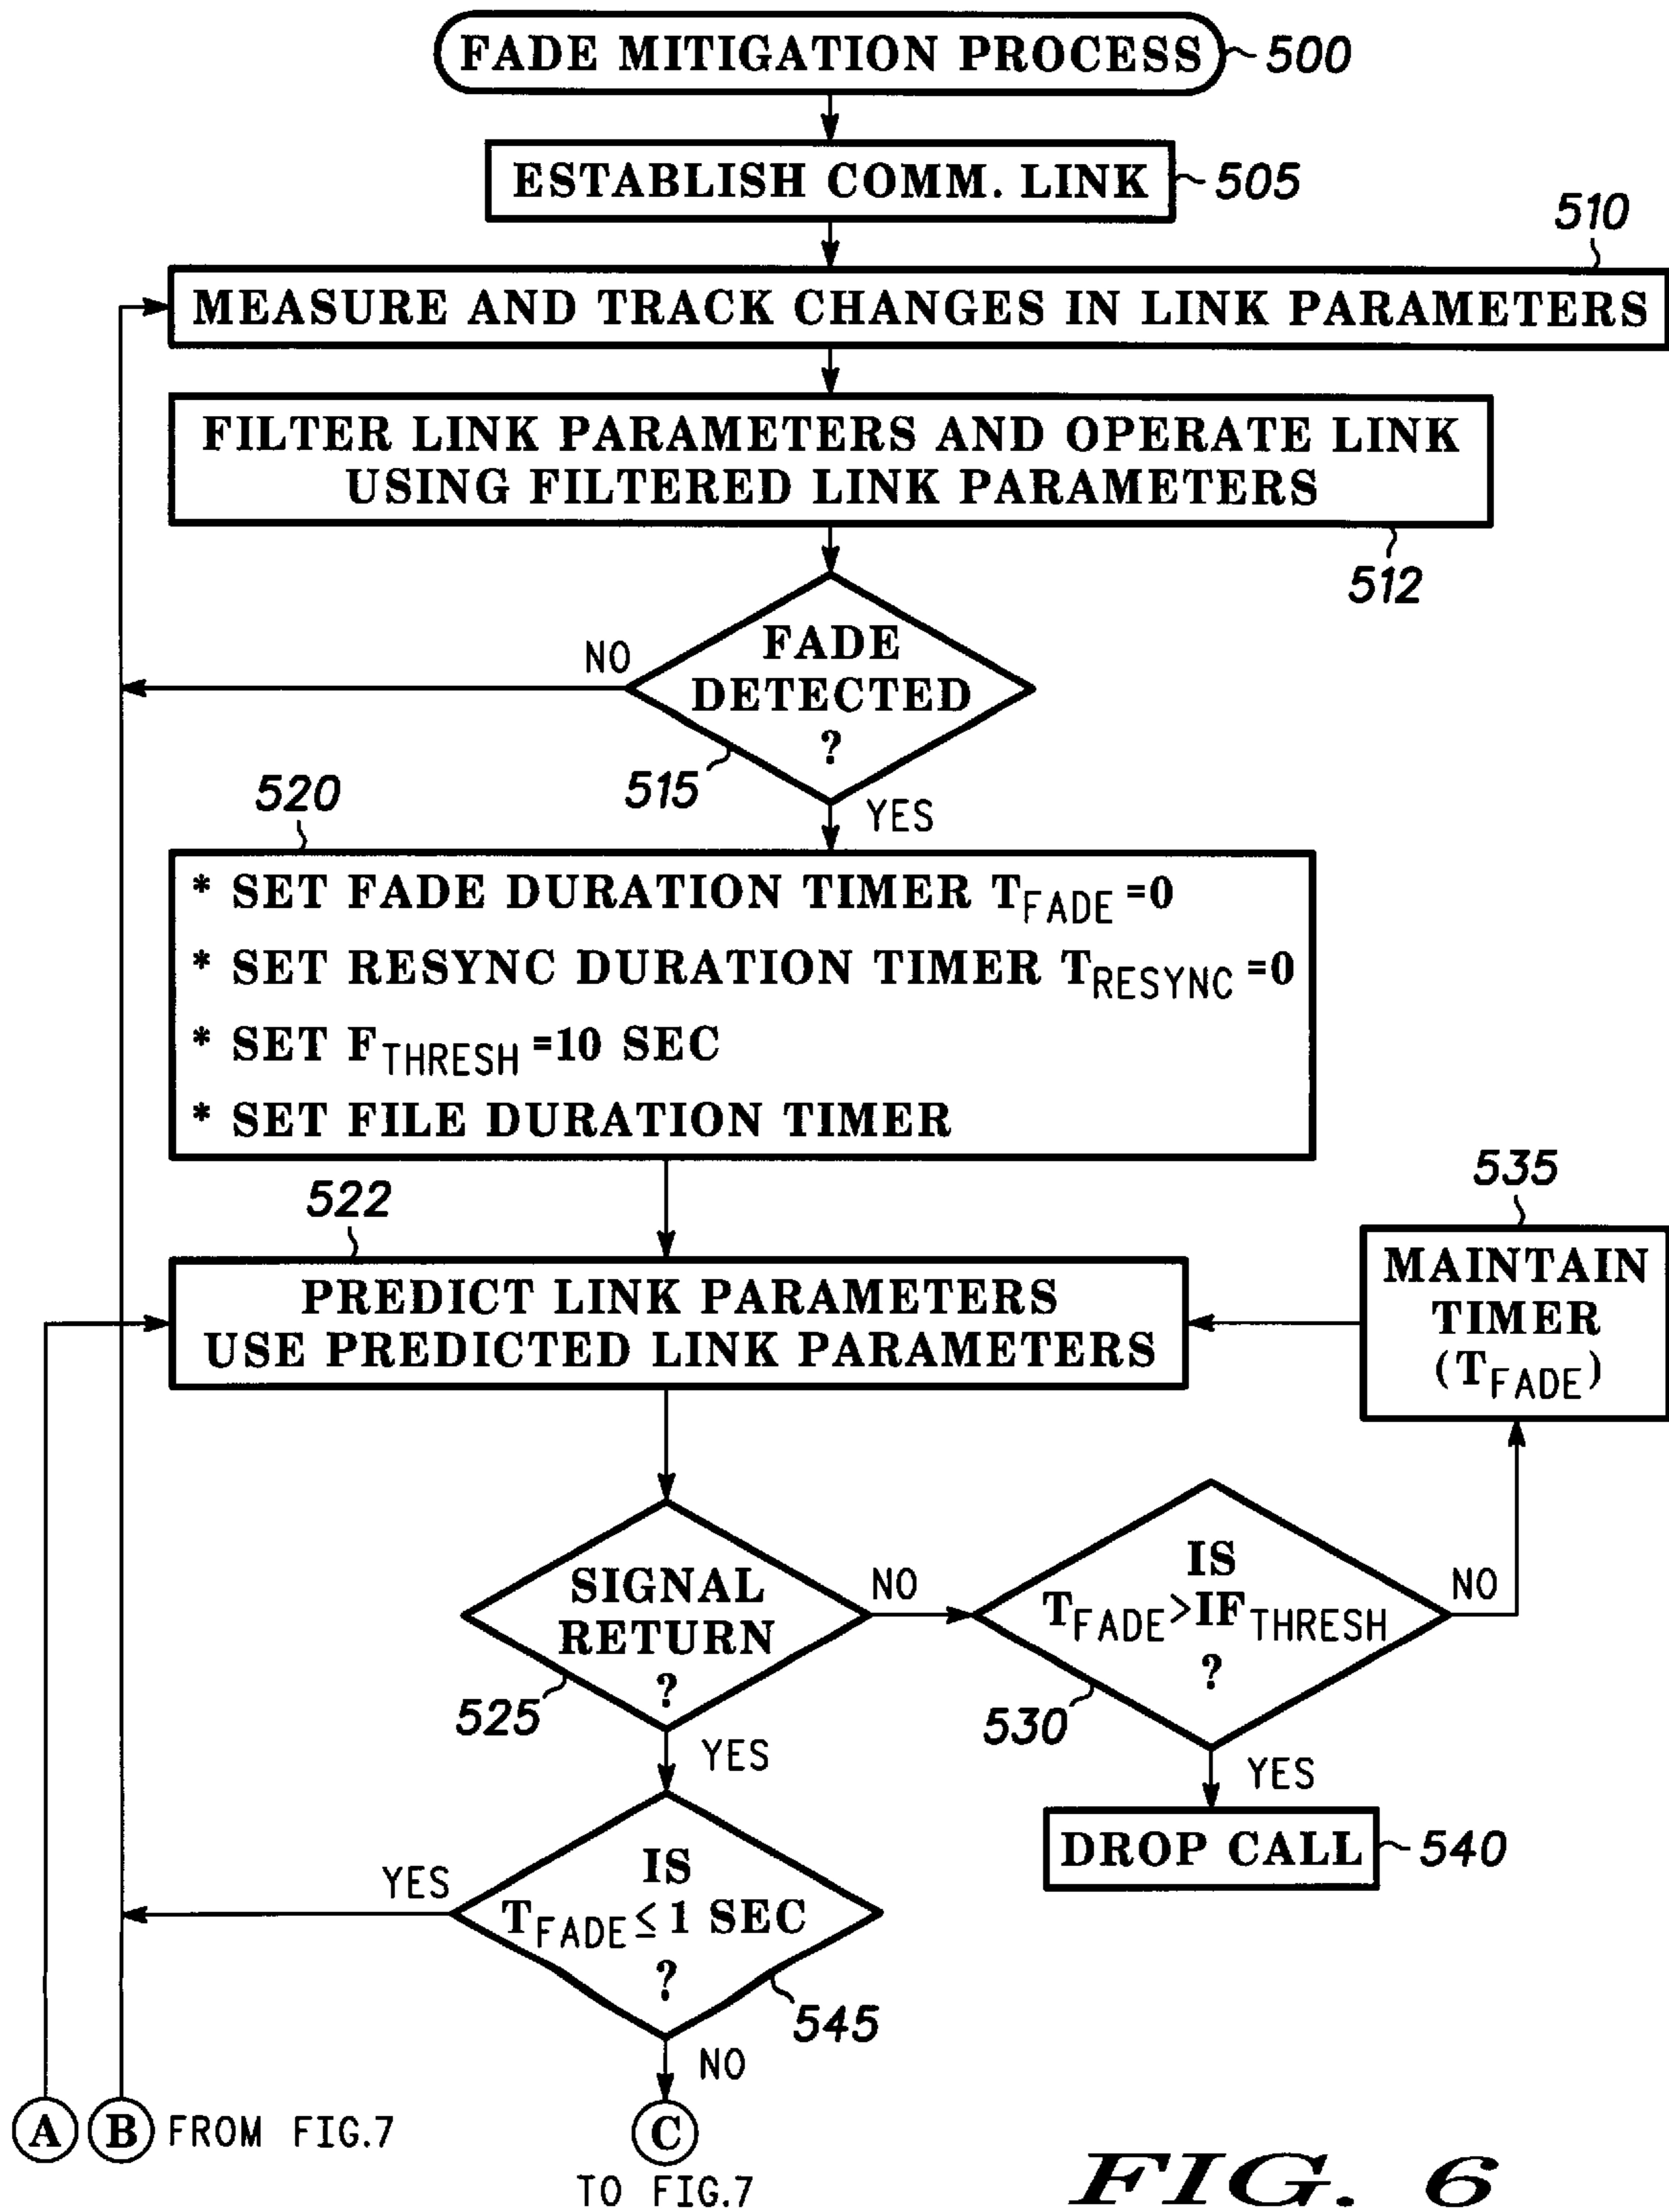 FADE MITIGATION PROCESS
500
ESTABLISH COMM. LINK
505
510
MEASURE AND TRACK CHANGES IN LINK PARAMETERS
FILTER LINK PARAMETERS AND OPERATE LINK
USING FILTERED LINK PARAMETERS
512
FADE
DETECTED
?
NO
515
YES
520
* SET FADE DURATION TIMER TFADE =0
* SET RESYNC DURATION TIMER TRESYNC =0
* SET FTHRESH =10 SEC
* SET FILE DURATION TIMER
522
PREDICT LINK PARAMETERS
USE PREDICTED LINK PARAMETERS
535
MAINTAIN
TIMER
(TFADE)
SIGNAL
RETURN
?
NO
525
YES
IS
TFADE>IFTHRESH
?
NO
530
YES
DROP CALL
540
IS
TFADE≤1 SEC
?
YES
545
NO
A
B
FROM FIG.7
C
TO FIG.7
FIG. 6